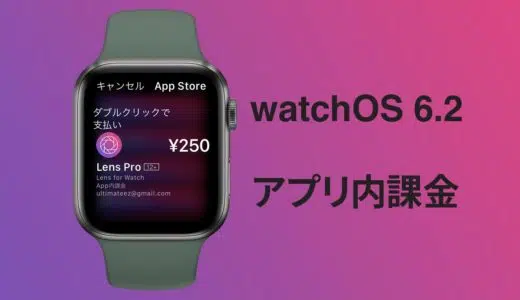 キャンセル App Store
ダブルクリックで
支払い
¥250
Lens Pro 12+
Lens for Watch
App内課金
ultimateez@gmail.com
watchOS 6.2
アプリ内課金